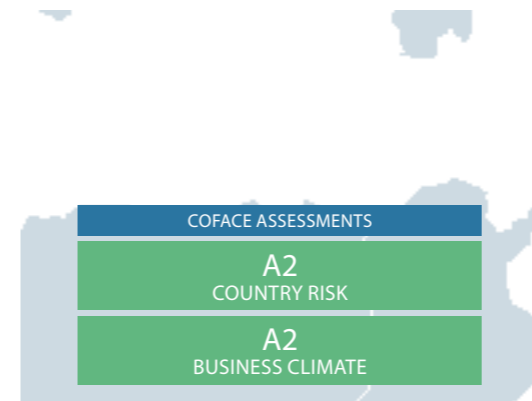 COFACE ASSESSMENTS
A2
COUNTRY RISK
A2
BUSINESS CLIMATE